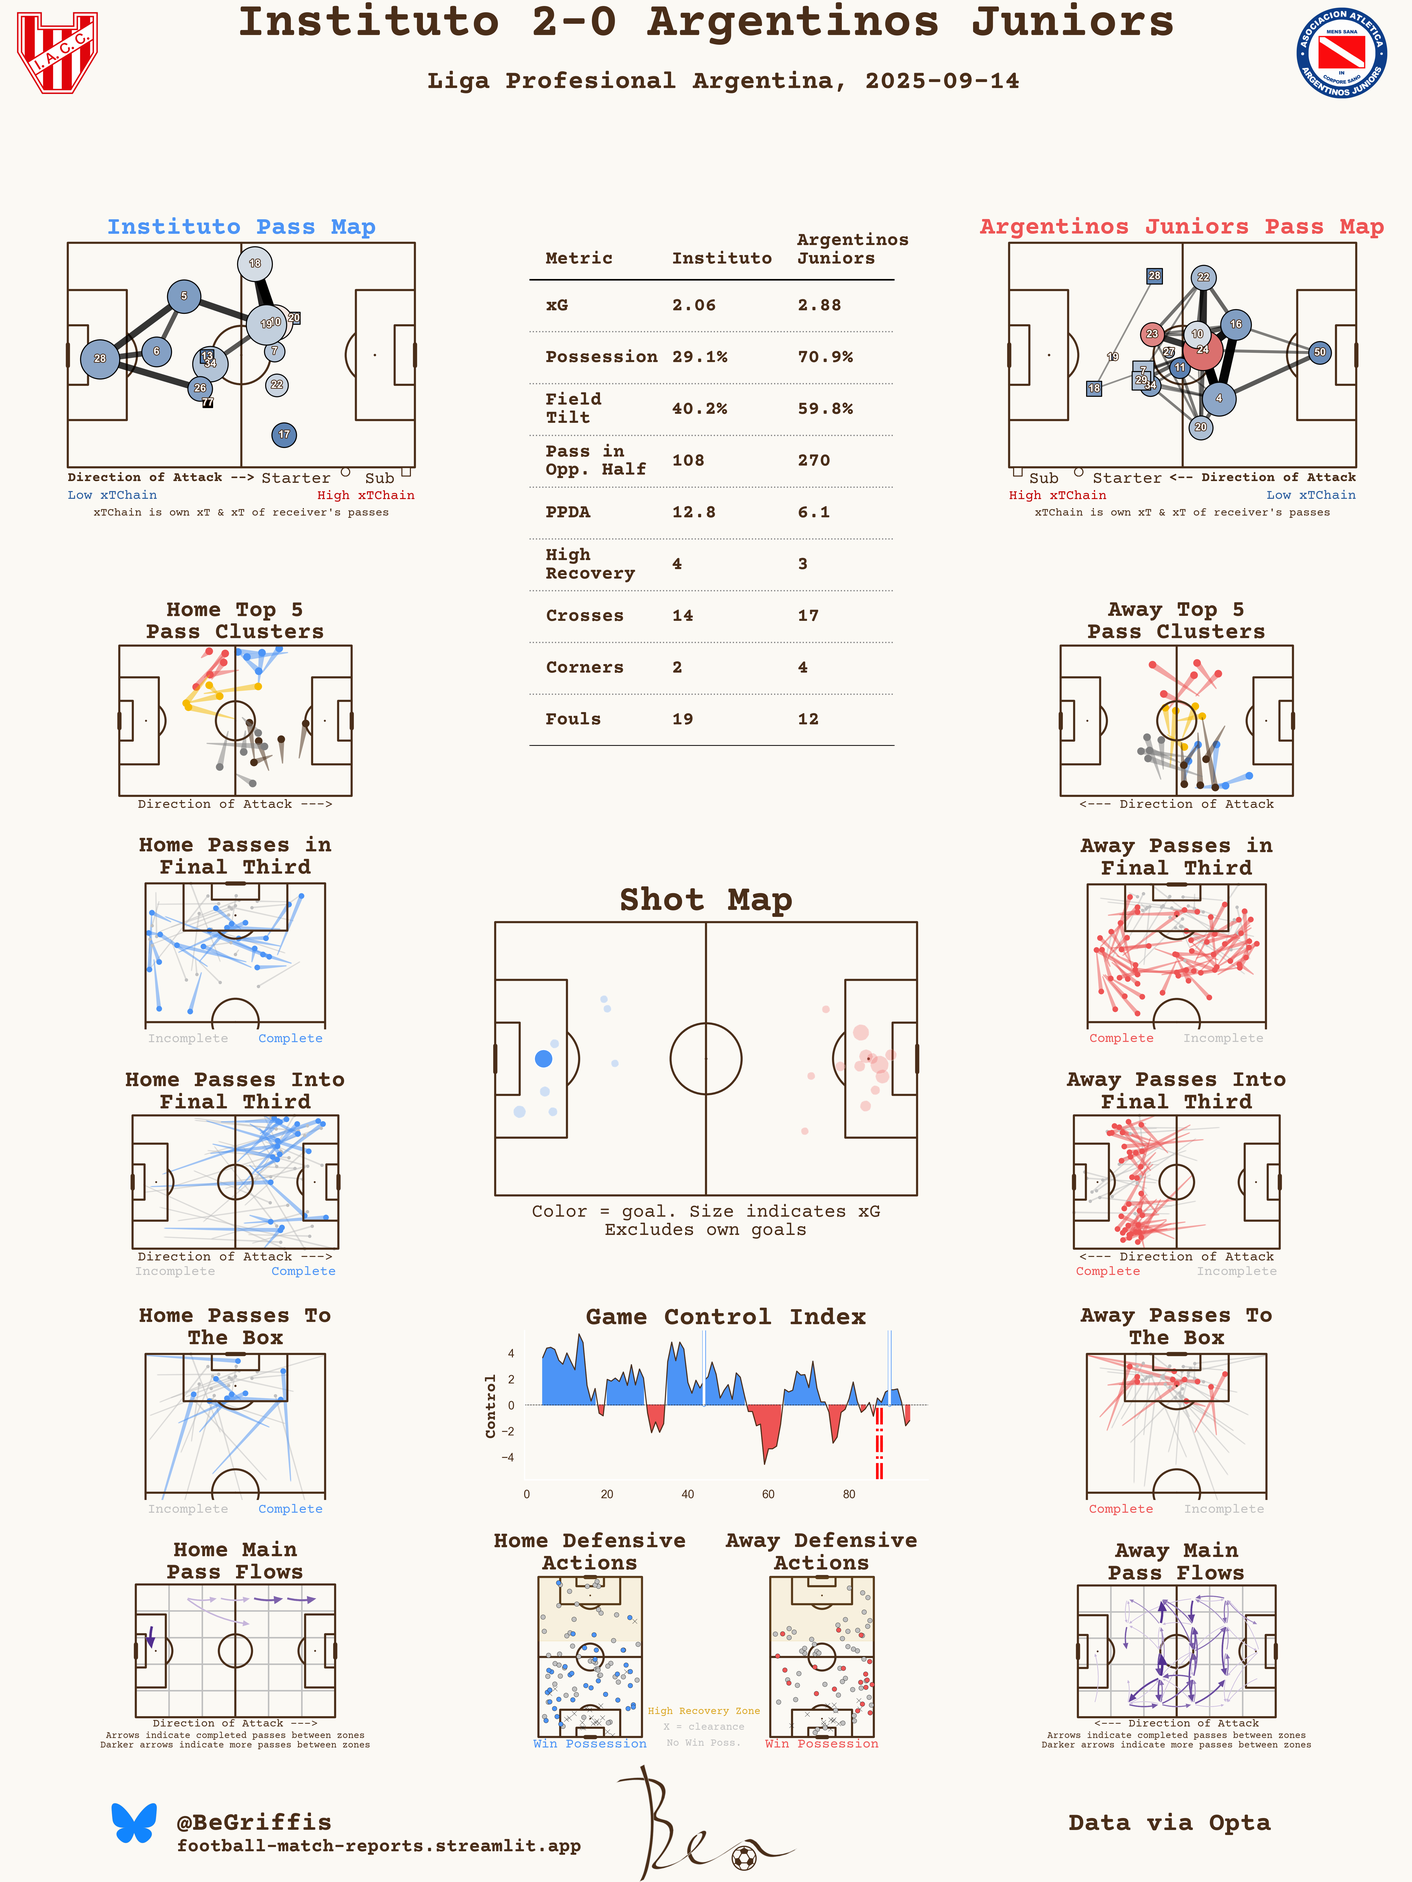 Instituto 2-0 Argentinos Juniors
Liga Profesional Argentina, 2025-09-14
I. A. C. C.
ASOCIACION ATLETICA
MENS SANA
IN
CORPORE SANO
ARGENTINOS JUNIORS
Instituto Pass Map
18
5
19
10
20
28
6
13
34
7
26
22
77
17
Direction of Attack --> Starter Sub
Low xTChain High xTChain
xTChain is own xT & xT of receiver's passes
Metric Instituto Argentinos Juniors
xG 2.06 2.88
Possession 29.1% 70.9%
Field Tilt 40.2% 59.8%
Pass in Opp. Half 108 270
PPDA 12.8 6.1
High Recovery 4 3
Crosses 14 17
Corners 2 4
Fouls 19 12
Argentinos Juniors Pass Map
28
22
23
10
16
24
27
19
50
11
7
29
34
18
4
20
Sub Starter <-- Direction of Attack
High xTChain Low xTChain
xTChain is own xT & xT of receiver's passes
Home Top 5
Pass Clusters
Direction of Attack --->
Away Top 5
Pass Clusters
<--- Direction of Attack
Home Passes in
Final Third
Incomplete Complete
Away Passes in
Final Third
Complete Incomplete
Shot Map
Color = goal. Size indicates xG
Excludes own goals
Home Passes Into
Final Third
Direction of Attack --->
Incomplete Complete
Away Passes Into
Final Third
<--- Direction of Attack
Complete Incomplete
Home Passes To
The Box
Incomplete Complete
Game Control Index
Control
4
2
0
−2
−4
0 20 40 60 80
Away Passes To
The Box
Complete Incomplete
Home Main
Pass Flows
Direction of Attack --->
Arrows indicate completed passes between zones
Darker arrows indicate more passes between zones
Home Defensive
Actions
Win Possession
High Recovery Zone
X = clearance
No Win Poss.
Away Defensive
Actions
Win Possession
Away Main
Pass Flows
<--- Direction of Attack
Arrows indicate completed passes between zones
Darker arrows indicate more passes between zones
@BeGriffis
football-match-reports.streamlit.app
Ben
Data via Opta